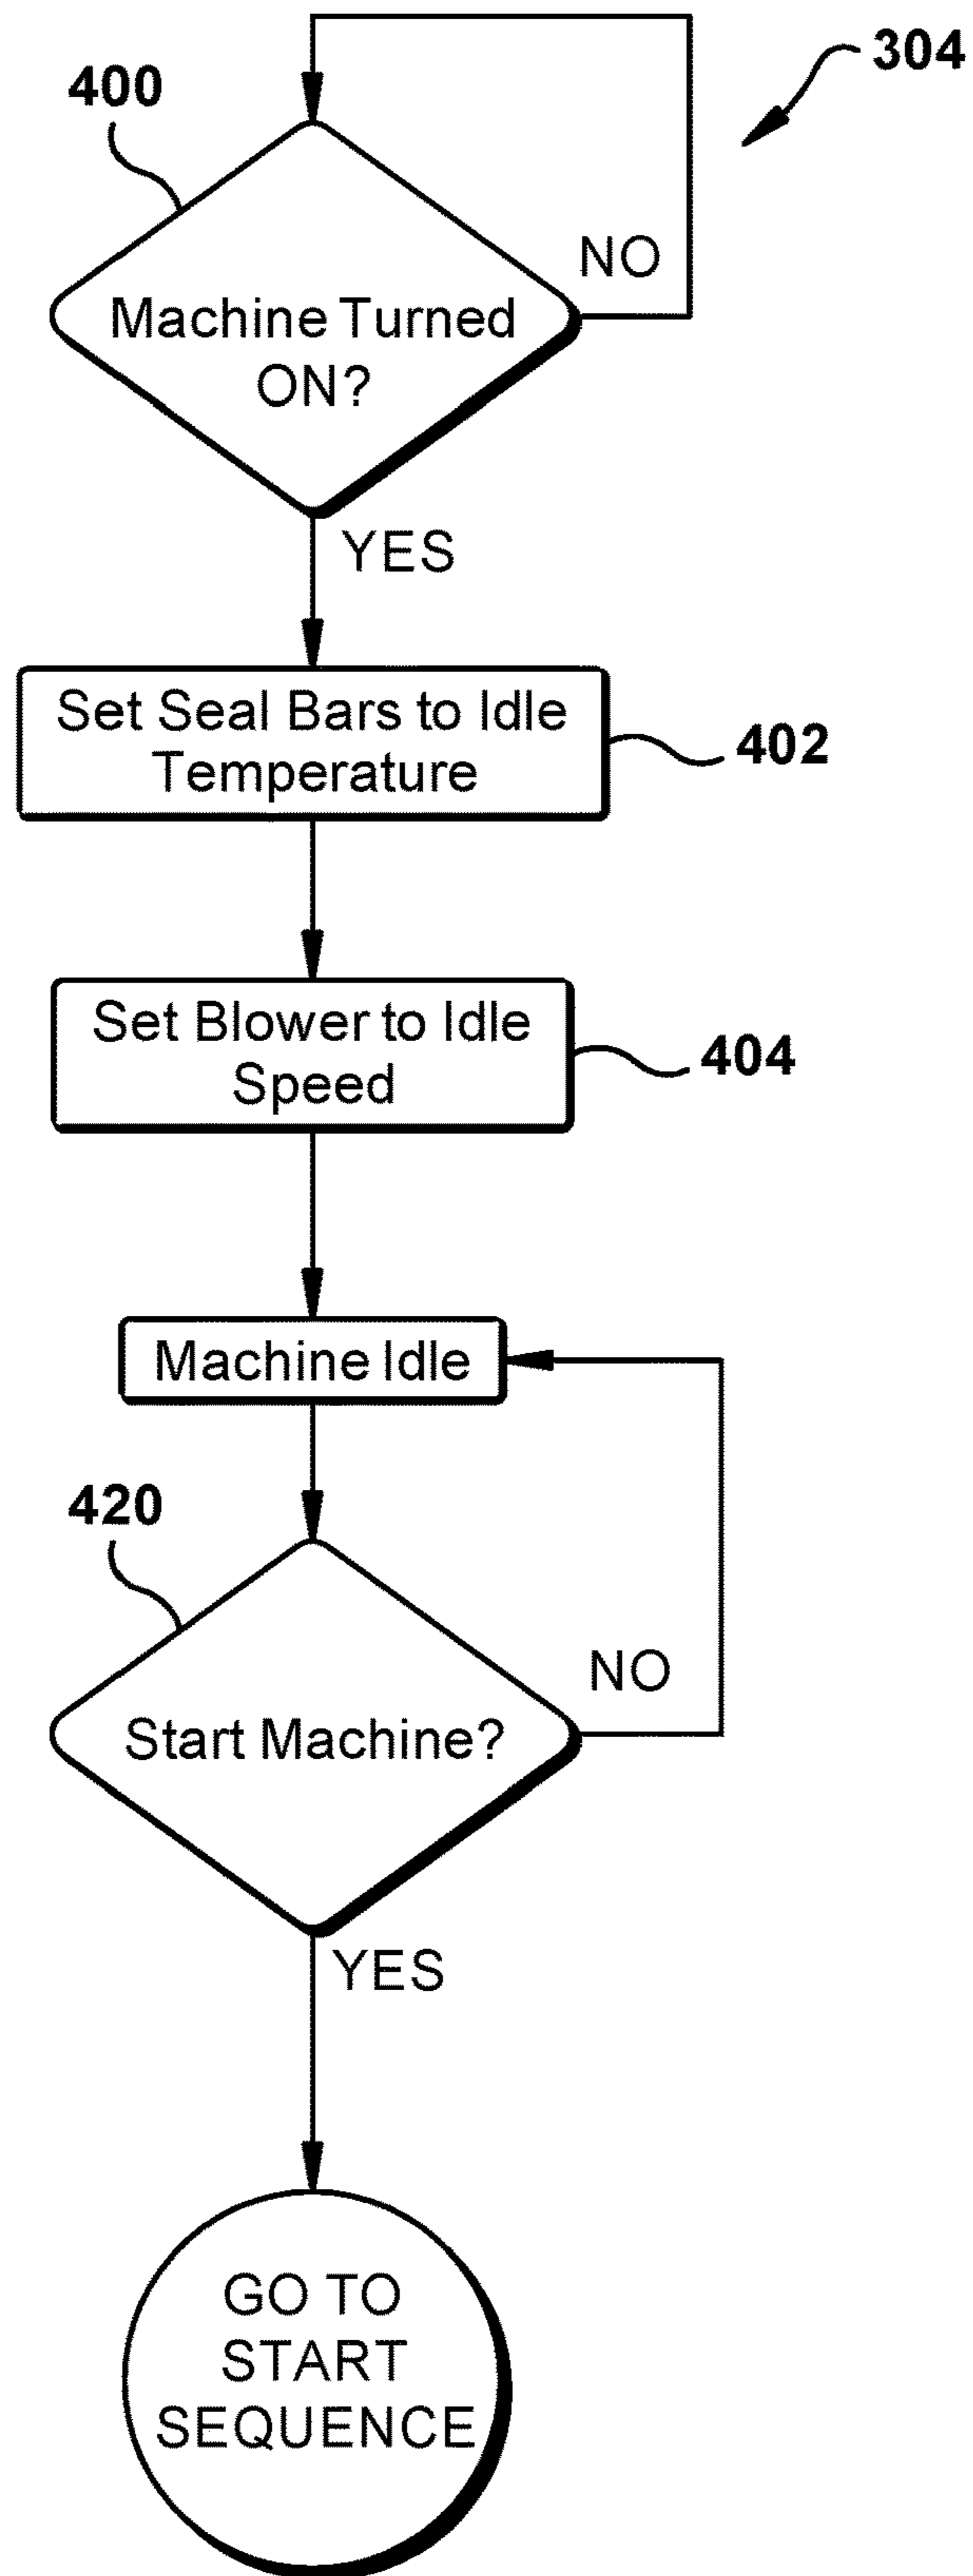 304
400
NO
Machine Turned
ON?
YES
Set Seal Bars to Idle
Temperature
402
Set Blower to Idle
Speed
404
Machine Idle
420
NO
Start Machine?
YES
GO TO
START
SEQUENCE